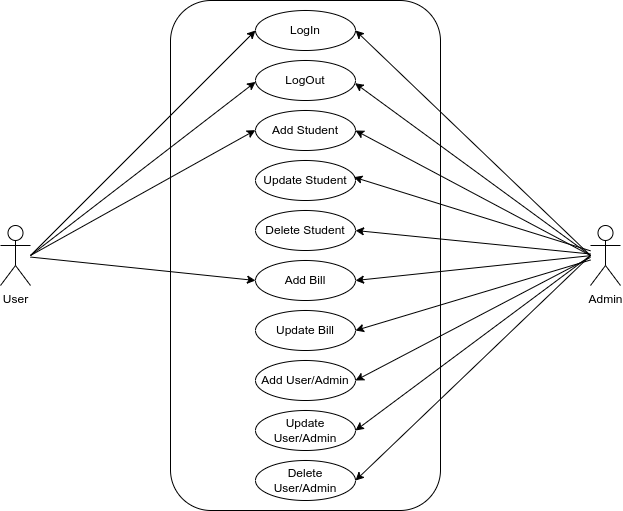 LogIn
LogOut
Add Student
Update Student
Delete Student
Add Bill
User
Admin
Update Bill
Add User/Admin
Update
User/Admin
Delete
User/Admin